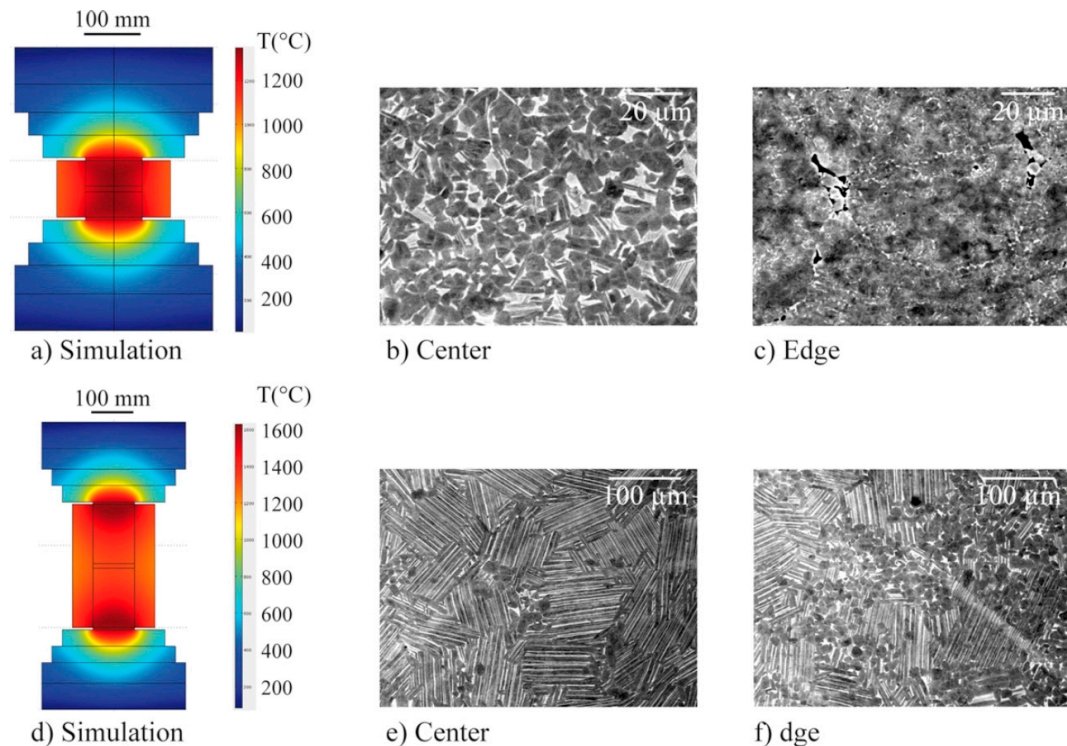 100 mm
T(°C)
1200
1000
800
600
400
200
a) Simulation
20 µm
b) Center
20 µm
c) Edge
100 mm
T(°C)
1600
1400
1200
1000
800
600
400
200
d) Simulation
100 µm
e) Center
100 µm
f) dge